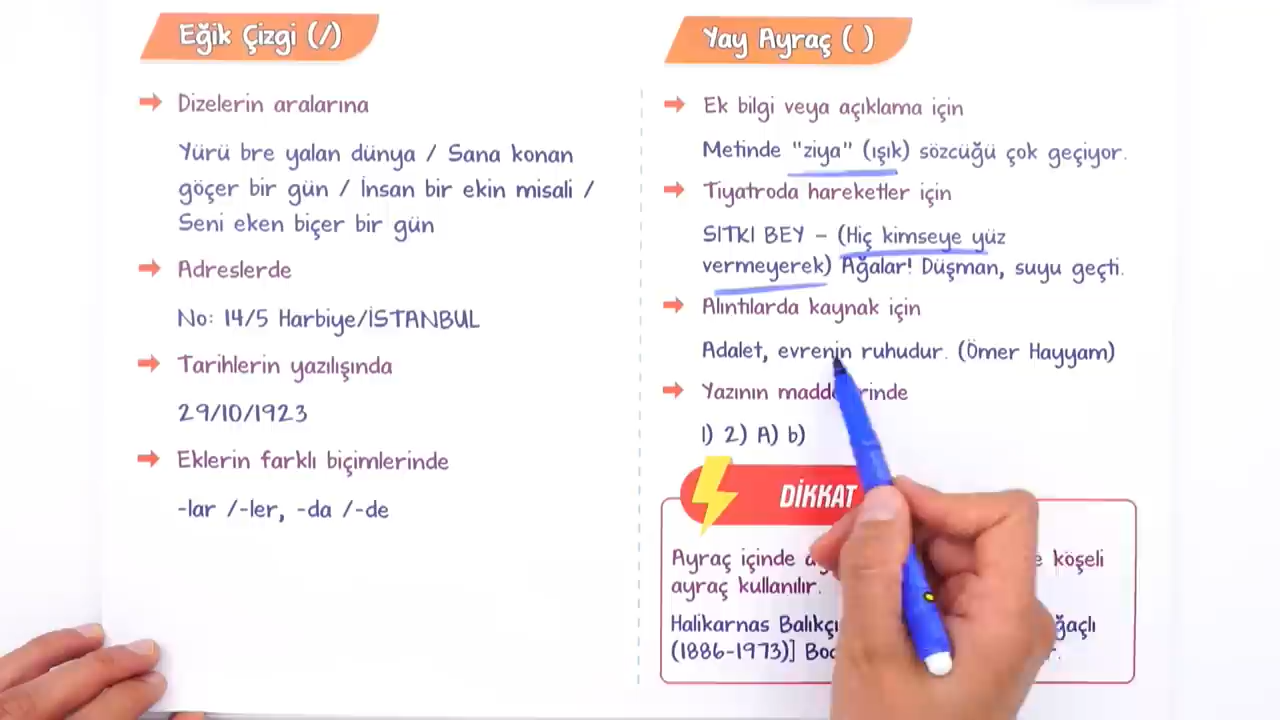 Eğik Çizgi (/)
Dizelerin aralarına
Yürü bre yalan dünya / Sana konan
göçer bir gün / İnsan bir ekin misali /
Seni eken biçer bir gün
Adreslerde
No: 14/5 Harbiye/İSTANBUL
Tarihlerin yazılışında
29/10/1923
Eklerin farklı biçimlerinde
-lar /-ler, -da /-de
Yay Ayraç ( )
Ek bilgi veya açıklama için
Metinde "ziya" (ışık) sözcüğü çok geçiyor.
Tiyatroda hareketler için
SITKI BEY – (Hiç kimseye yüz
vermeyerek) Ağalar! Düşman, suyu geçti.
Alıntılarda kaynak için
Adalet, evrenin ruhudur. (Ömer Hayyam)
Yazının maddelerinde
1) 2) A) b)
DİKKAT
Ayraç içinde köşeli
ayraç kullanılır.
Halikarnas
(1886-1973)]